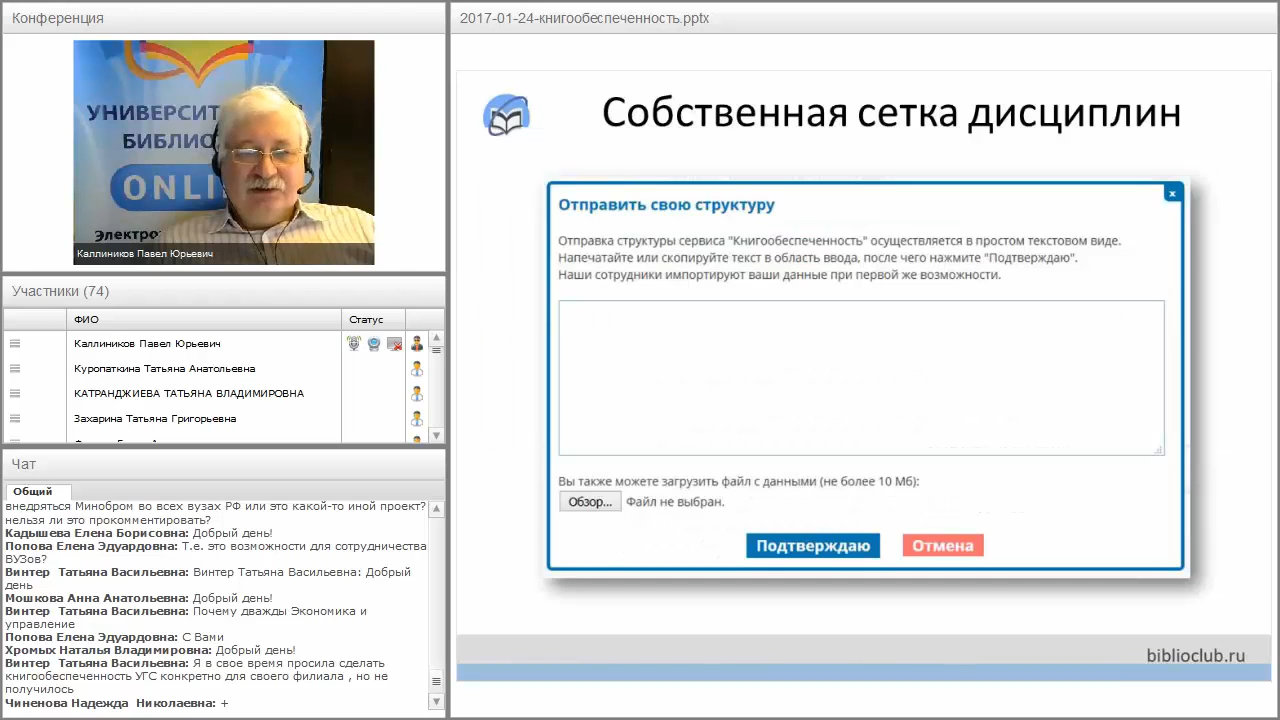 Конференция
УНИВЕРСИТ
БИБЛИО
ONLI
Электро
Каллиников Павел Юрьевич
Участники (74)
ФИО Статус
Каллиников Павел Юрьевич
Куропаткина Татьяна Анатольевна
КАТРАНДЖИЕВА ТАТЬЯНА ВЛАДИМИРОВНА
Захарина Татьяна Григорьевна
Чат
Общий
внедряться Минобром во всех вузах РФ или это какой-то иной проект?
нельзя ли это прокомментировать?
Кадышева Елена Борисовна: Добрый день!
Попова Елена Эдуардовна: Т.е. это возможности для сотрудничества
ВУЗов?
Винтер Татьяна Васильевна: Винтер Татьяна Васильевна: Добрый
день
Мошкова Анна Анатольевна: Добрый день!
Винтер Татьяна Васильевна: Почему дважды Экономика и
управление
Попова Елена Эдуардовна: С Вами
Хромых Наталья Владимировна: Добрый день!
Винтер Татьяна Васильевна: Я в свое время просила сделать
книгообеспеченность УГС конкретно для своего филиала , но не
получилось
Чиненова Надежда Николаевна: +
2017-01-24-книгообеспеченность.pptx
Собственная сетка дисциплин
x
Отправить свою структуру
Отправка структуры сервиса "Книгообеспеченность" осуществляется в простом текстовом виде.
Напечатайте или скопируйте текст в область ввода, после чего нажмите "Подтверждаю".
Наши сотрудники импортируют ваши данные при первой же возможности.
Вы также можете загрузить файл с данными (не более 10 Мб):
Обзор... Файл не выбран.
Подтверждаю Отмена
biblioclub.ru